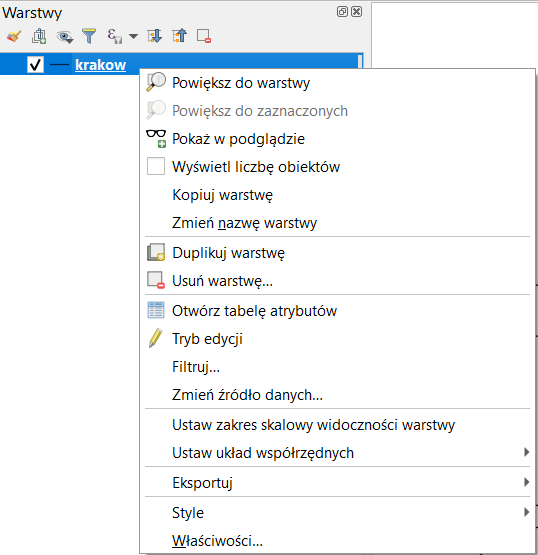 Warstwy
krakow
Powiększ do warstwy
Powiększ do zaznaczonych
Pokaż w podglądzie
Wyświetl liczbę obiektów
Kopiuj warstwę
Zmień nazwę warstwy
Duplikuj warstwę
Usuń warstwę...
Otwórz tabelę atrybutów
Tryb edycji
Filtruj...
Zmień źródło danych...
Ustaw zakres skalowy widoczności warstwy
Ustaw układ współrzędnych
Eksportuj
Style
Właściwości...